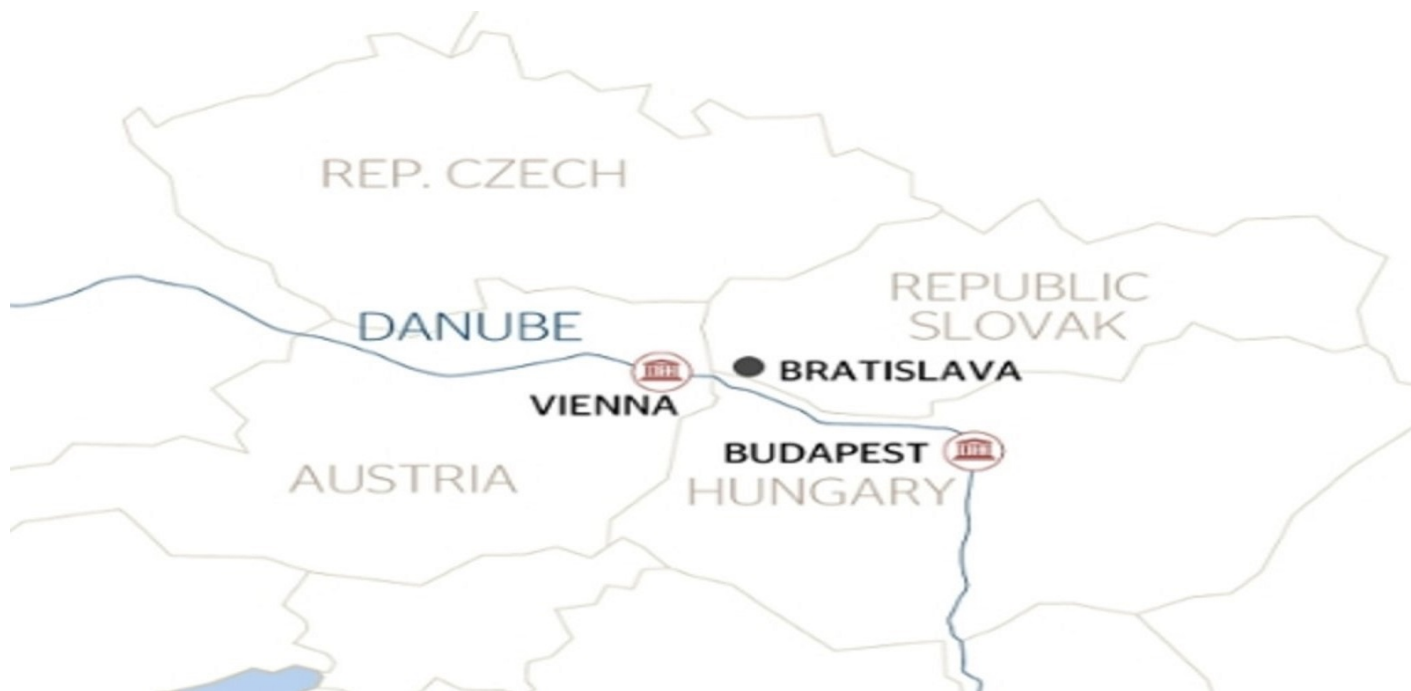 REP. CZECH
REPUBLIC
SLOVAK
DANUBE
BRATISLAVA
VIENNA
BUDAPEST
AUSTRIA
HUNGARY